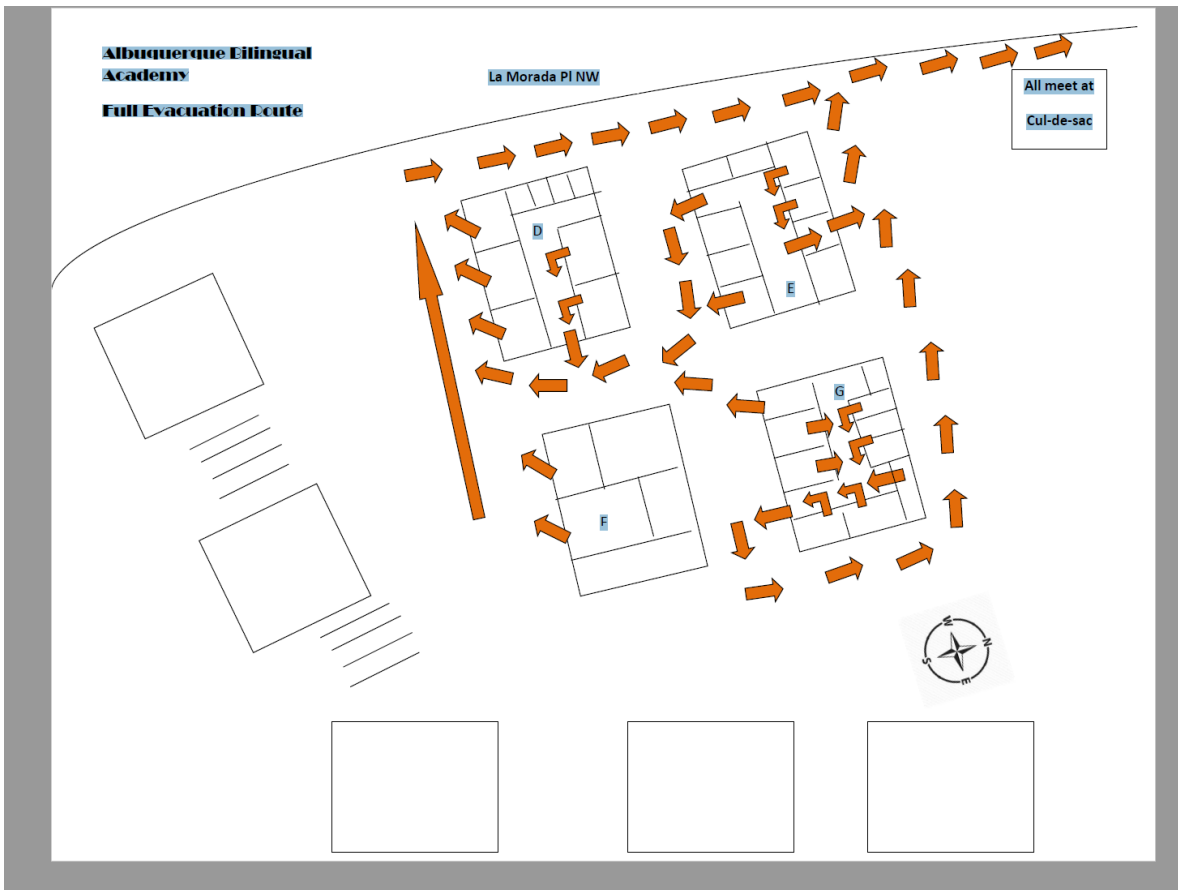 Albuquerque Bilingual
Academy
Full Evacuation Route
La Morada Pl NW
All meet at
Cul-de-sac
D
E
G
F
W
N
S
E